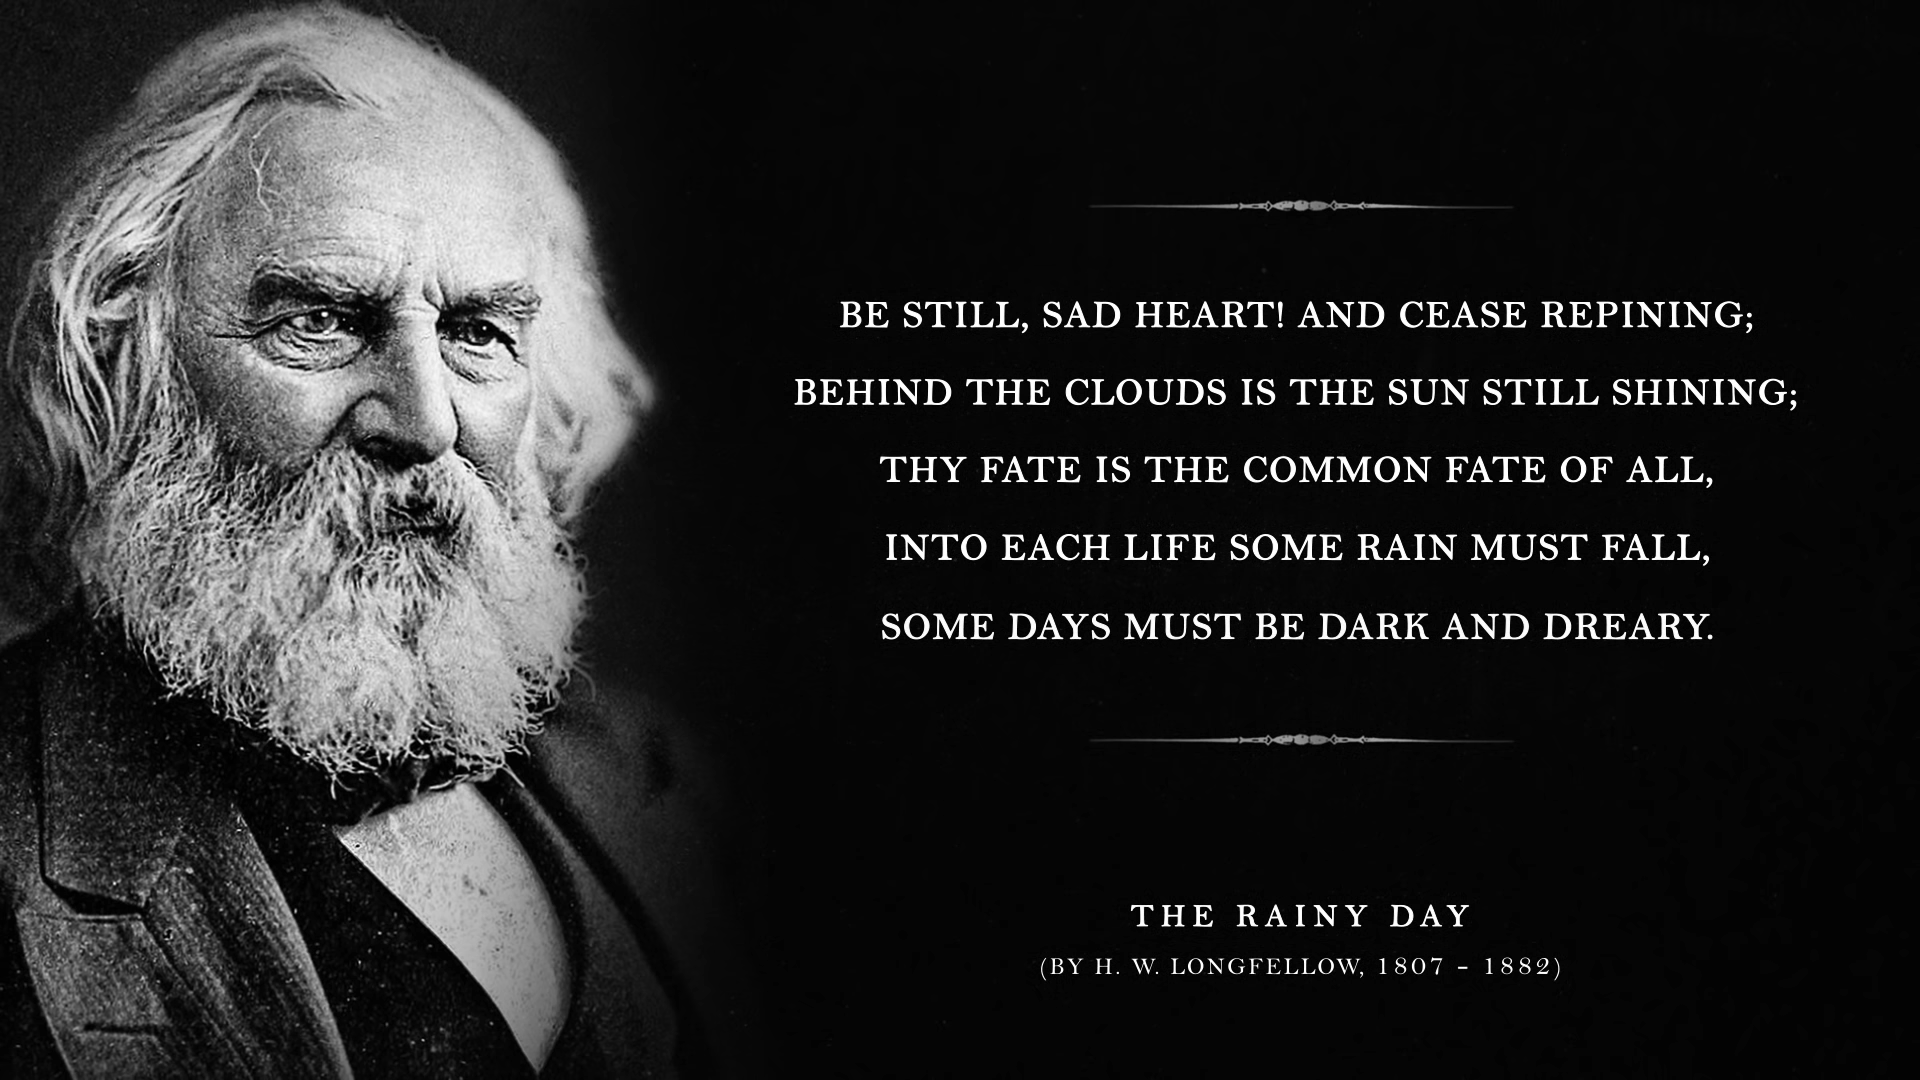 BE STILL, SAD HEART! AND CEASE REPINING;
BEHIND THE CLOUDS IS THE SUN STILL SHINING;
THY FATE IS THE COMMON FATE OF ALL,
INTO EACH LIFE SOME RAIN MUST FALL,
SOME DAYS MUST BE DARK AND DREARY.
THE RAINY DAY
(BY H. W. LONGFELLOW, 1807 – 1882)